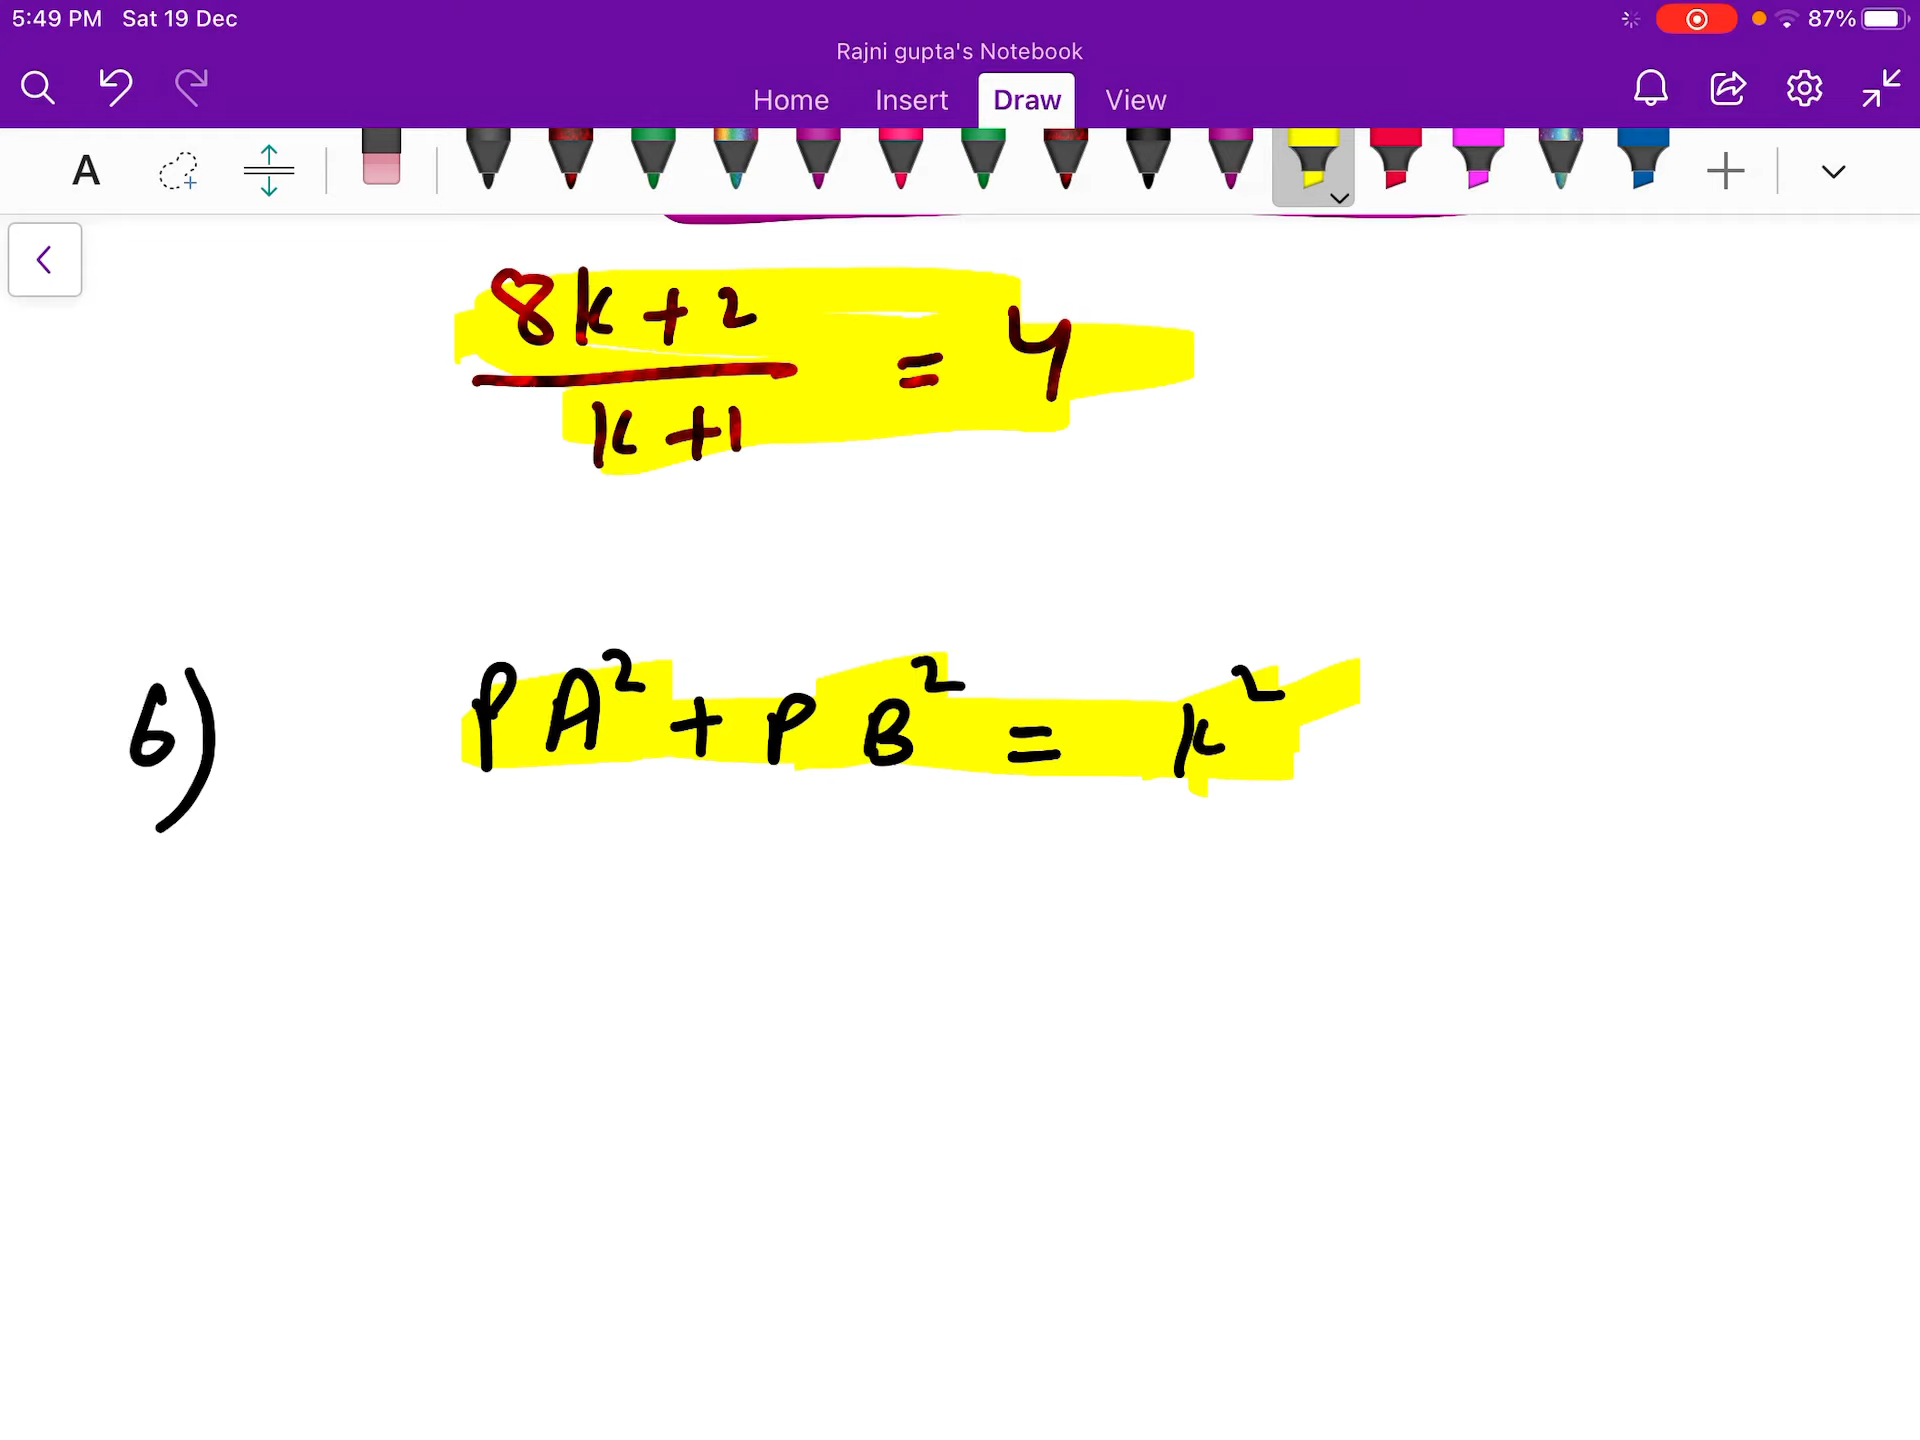 5:49 PM Sat 19 Dec 87%
Rajni gupta's Notebook
Home Insert Draw View
A
8k + 2
= 4
k + 1
6) PA² + PB² = k²